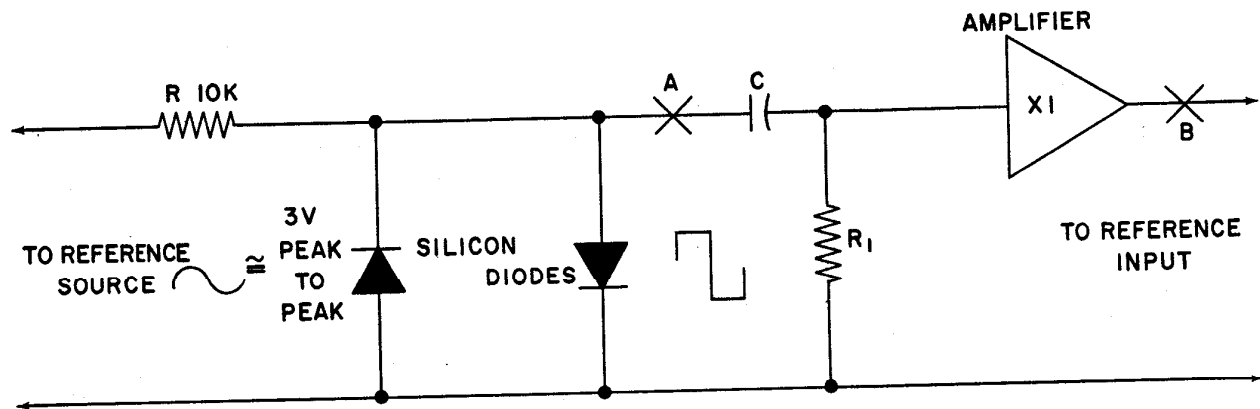 AMPLIFIER
R 10K
A
C
X1
B
3V
PEAK
TO
PEAK
TO REFERENCE
SOURCE
≅
SILICON
DIODES
R1
TO REFERENCE
INPUT